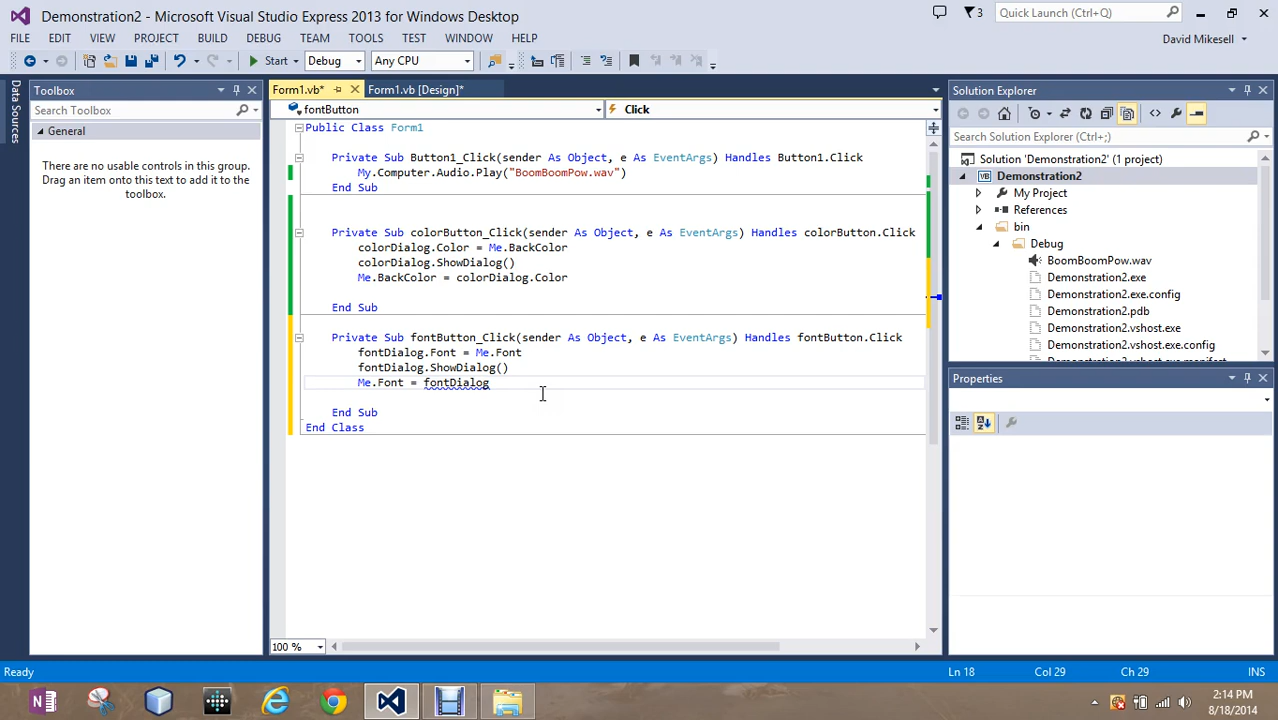 Demonstration2 - Microsoft Visual Studio Express 2013 for Windows Desktop
3
Quick Launch (Ctrl+Q)
FILE EDIT VIEW PROJECT BUILD DEBUG TEAM TOOLS TEST WINDOW HELP
David Mikesell
Start Debug Any CPU
Data Sources
Toolbox
Search Toolbox
General
There are no usable controls in this group.
Drag an item onto this text to add it to the
toolbox.
Form1.vb* Form1.vb [Design]*
fontButton Click
Public Class Form1
Private Sub Button1_Click(sender As Object, e As EventArgs) Handles Button1.Click
My.Computer.Audio.Play("BoomBoomPow.wav")
End Sub
Private Sub colorButton_Click(sender As Object, e As EventArgs) Handles colorButton.Click
colorDialog.Color = Me.BackColor
colorDialog.ShowDialog()
Me.BackColor = colorDialog.Color
End Sub
Private Sub fontButton_Click(sender As Object, e As EventArgs) Handles fontButton.Click
fontDialog.Font = Me.Font
fontDialog.ShowDialog()
Me.Font = fontDialog
End Sub
End Class
100 %
Solution Explorer
Search Solution Explorer (Ctrl+;)
Solution 'Demonstration2' (1 project)
Demonstration2
My Project
References
bin
Debug
BoomBoomPow.wav
Demonstration2.exe
Demonstration2.exe.config
Demonstration2.pdb
Demonstration2.vshost.exe
Demonstration2.vshost.exe.config
Demonstration2.vshost.exe.manifest
Properties
Ready
Ln 18 Col 29 Ch 29 INS
2:14 PM
8/18/2014